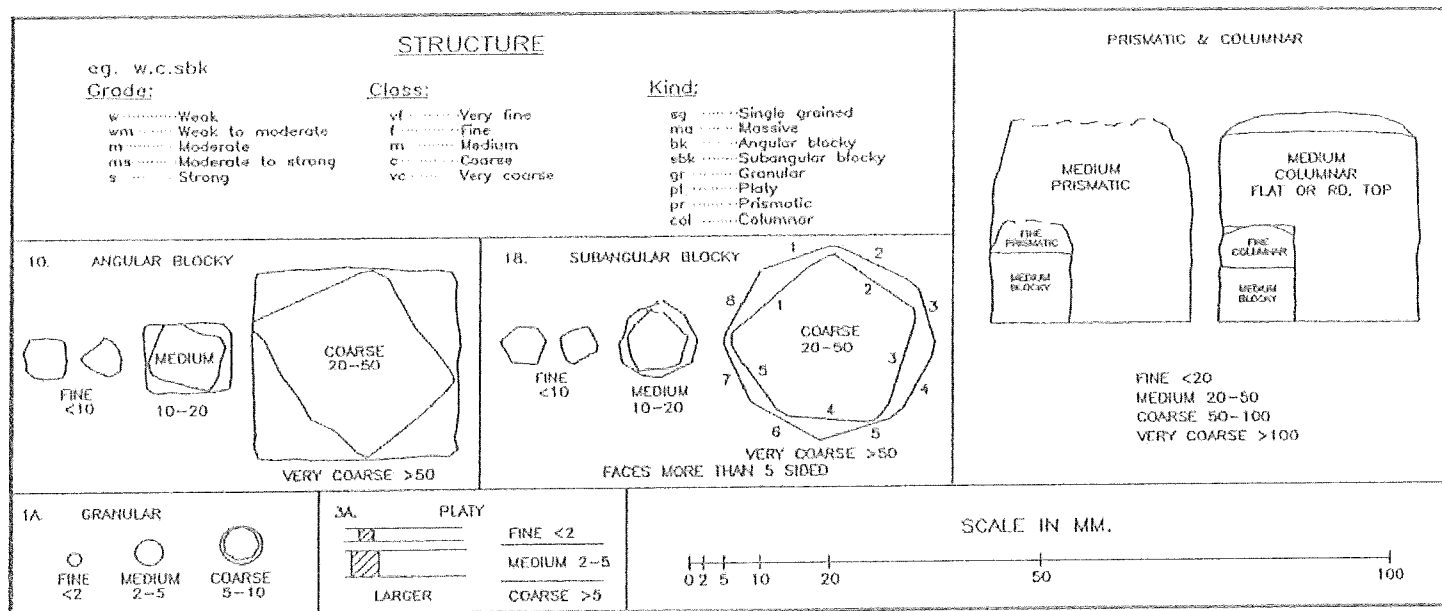 STRUCTURE
eg. w.c.sbk
Grade:
w ......... Weak
wm ...... Weak to moderate
m ........ Moderate
ms ....... Moderate to strong
s ........ Strong
Class:
vf ........ Very fine
f ......... Fine
m ....... Medium
c ........ Coarse
vc ...... Very coarse
Kind:
sg ....... Single grained
ma ...... Massive
bk ....... Angular blocky
sbk ...... Subangular blocky
gr ....... Granular
pl ....... Platy
pr ....... Prismatic
col ...... Columnar
PRISMATIC & COLUMNAR
MEDIUM
PRISMATIC
FINE
PRISMATIC
MEDIUM
BLOCKY
MEDIUM
COLUMNAR
FLAT OR RD. TOP
FINE
COLUMNAR
MEDIUM
BLOCKY
FINE <20
MEDIUM 20-50
COARSE 50-100
VERY COARSE >100
10. ANGULAR BLOCKY
FINE
<10
MEDIUM
10-20
COARSE
20-50
VERY COARSE >50
18. SUBANGULAR BLOCKY
FINE
<10
MEDIUM
10-20
COARSE
20-50
1 2 3 4 5 6 7 8
1 2 3 4 5
VERY COARSE >50
FACES MORE THAN 5 SIDED
1A. GRANULAR
FINE
<2
MEDIUM
2-5
COARSE
5-10
3A. PLATY
LARGER
FINE <2
MEDIUM 2-5
COARSE >5
SCALE IN MM.
0 2 5 10 20 50 100